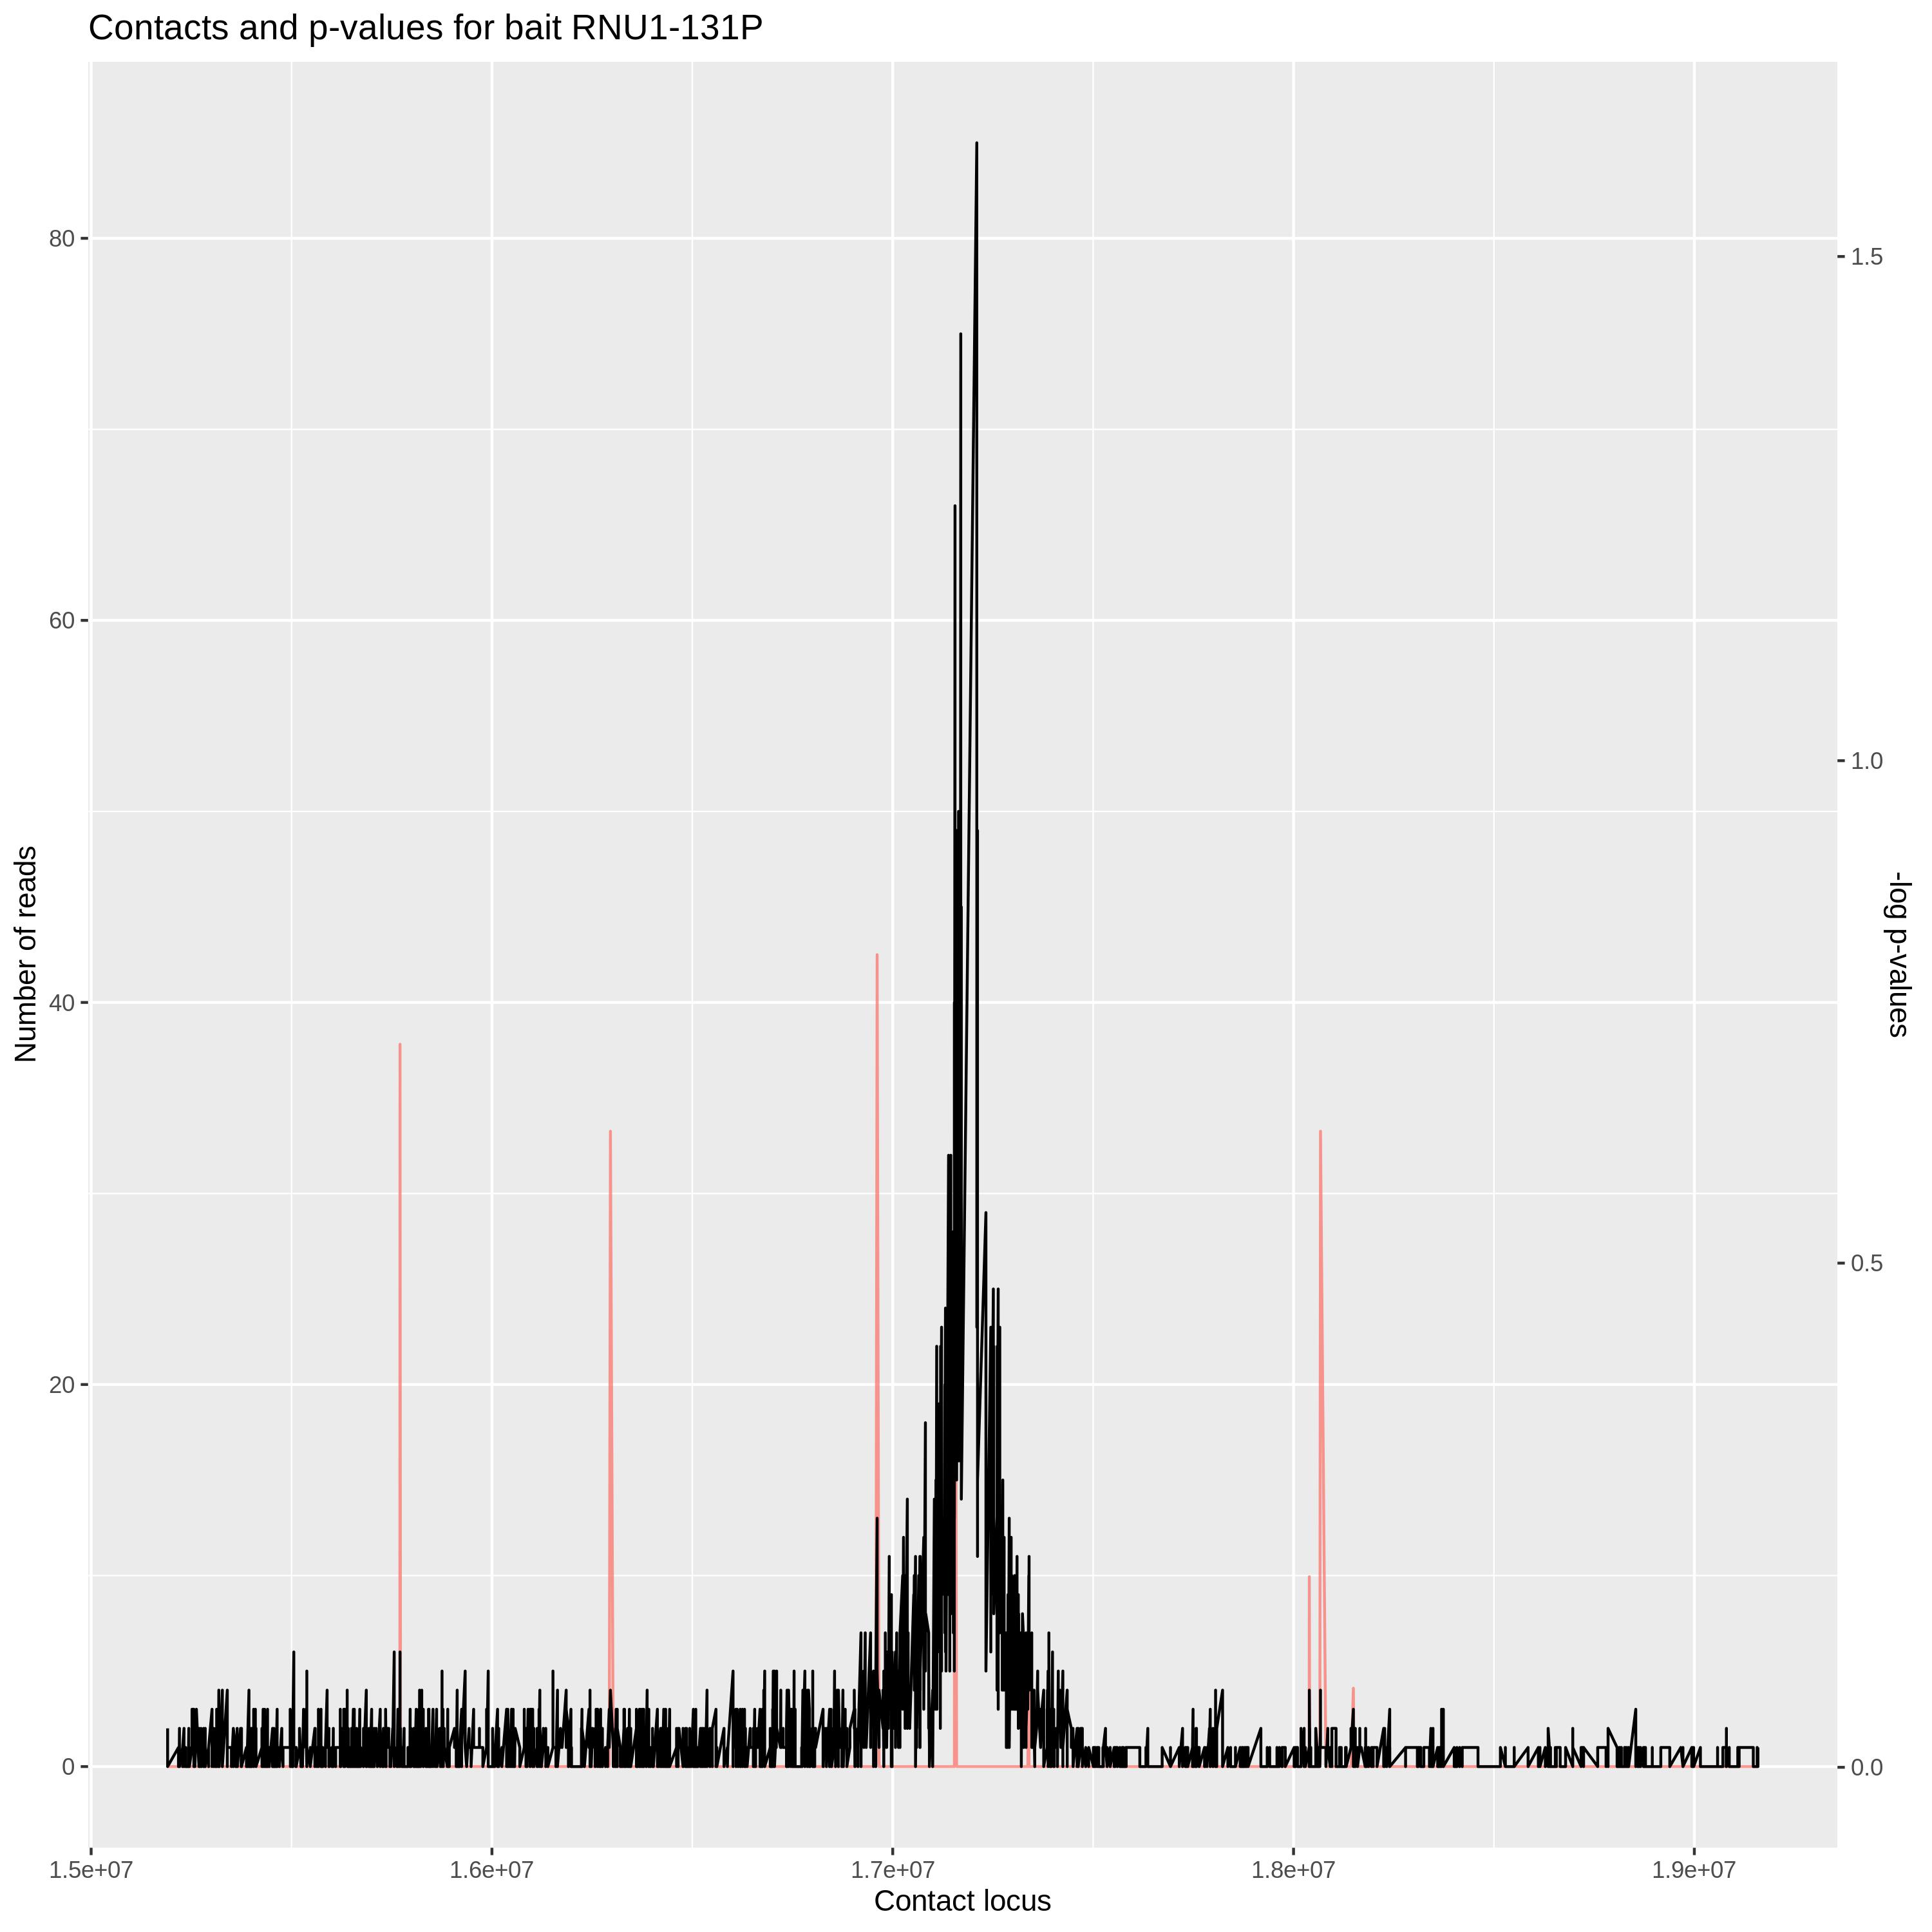 Contacts and p-values for bait RNU1-131P
80
60
40
20
0
1.5
1.0
0.5
0.0
Number of reads
-log p-values
1.5e+07
1.6e+07
1.7e+07
1.8e+07
1.9e+07
Contact locus